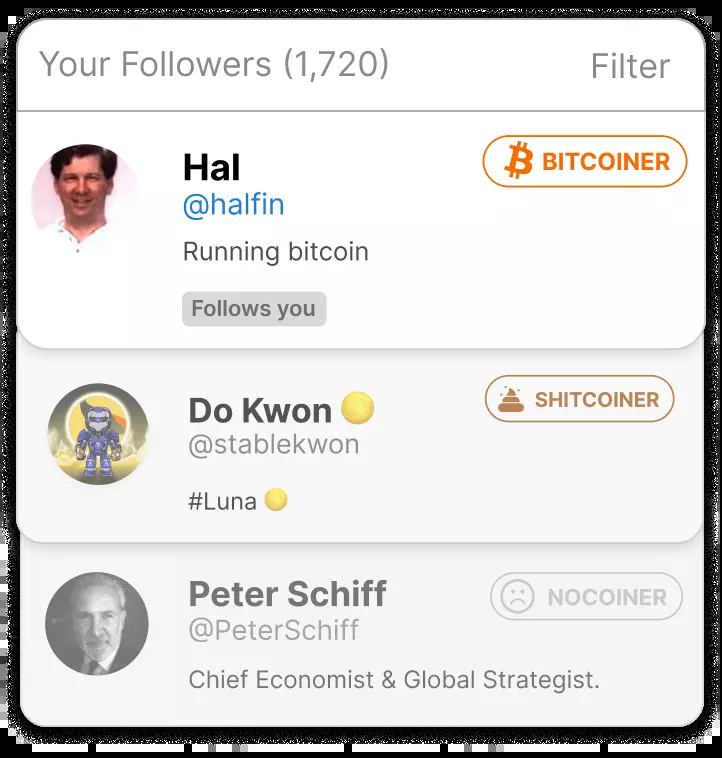 Your Followers (1,720)
Filter
Hal
BITCOINER
@halfin
Running bitcoin
Follows you
Do Kwon
SHITCOINER
@stablekwon
#Luna
Peter Schiff
NOCOINER
@PeterSchiff
Chief Economist & Global Strategist.